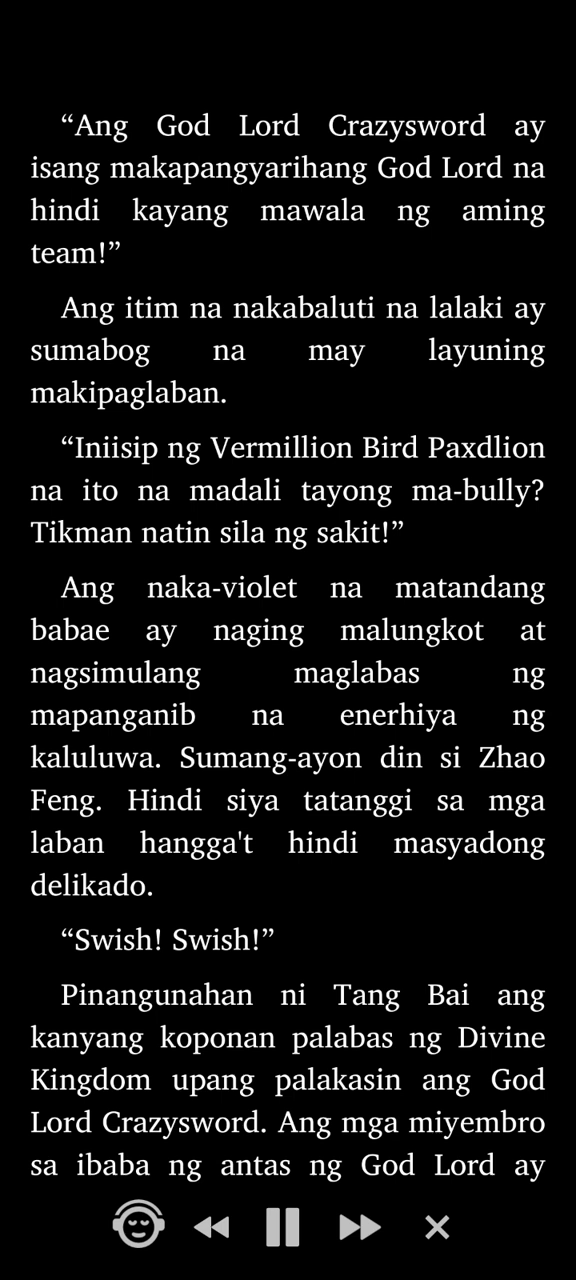 “Ang God Lord Crazysword ay
isang makapangyarihang God Lord na
hindi kayang mawala ng aming
team!”
Ang itim na nakabaluti na lalaki ay
sumabog na may layuning
makipaglaban.
“Iniisip ng Vermillion Bird Paxdlion
na ito na madali tayong ma-bully?
Tikman natin sila ng sakit!”
Ang naka-violet na matandang
babae ay naging malungkot at
nagsimulang maglabas ng
mapanganib na enerhiya ng
kaluluwa. Sumang-ayon din si Zhao
Feng. Hindi siya tatanggi sa mga
laban hangga't hindi masyadong
delikado.
“Swish! Swish!”
Pinangunahan ni Tang Bai ang
kanyang koponan palabas ng Divine
Kingdom upang palakasin ang God
Lord Crazysword. Ang mga miyembro
sa ibaba ng antas ng God Lord ay